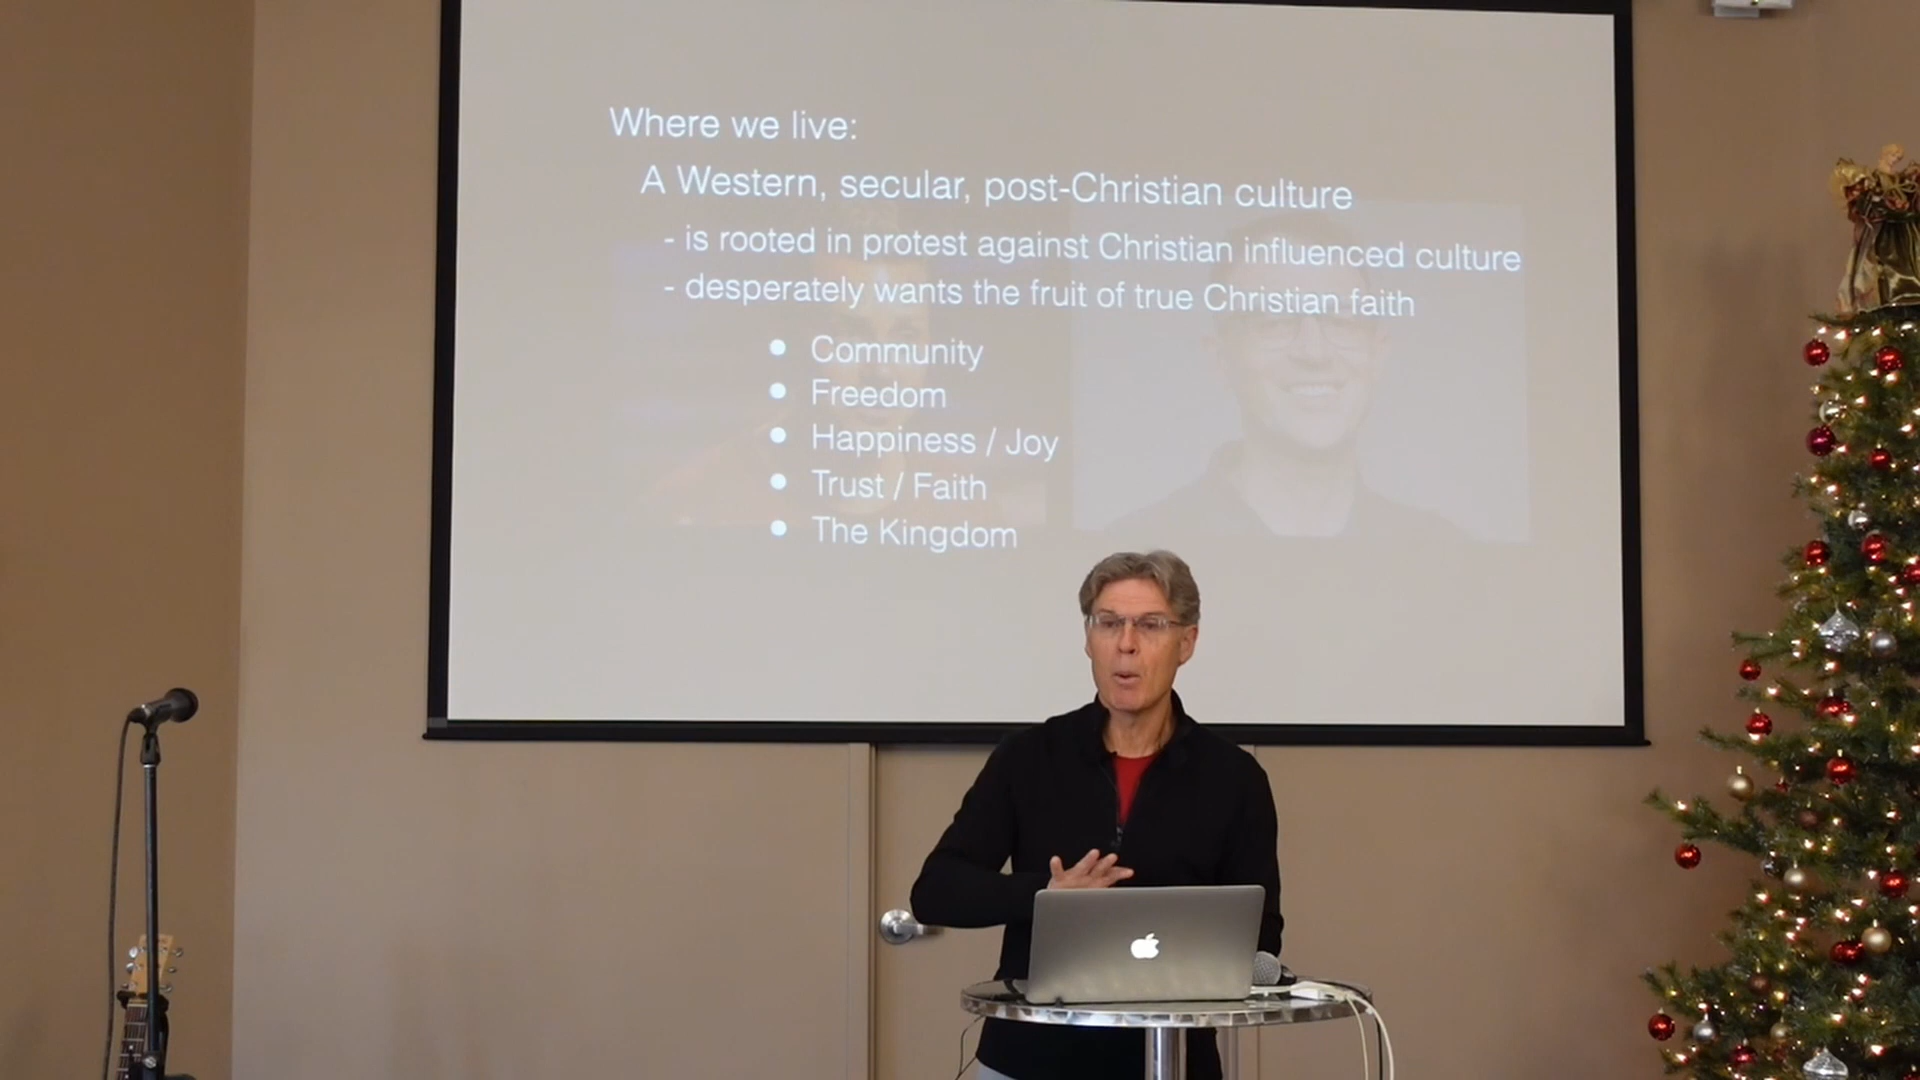 Where we live:
A Western, secular, post-Christian culture
- is rooted in protest against Christian influenced culture
- desperately wants the fruit of true Christian faith
● Community
● Freedom
● Happiness / Joy
● Trust / Faith
● The Kingdom